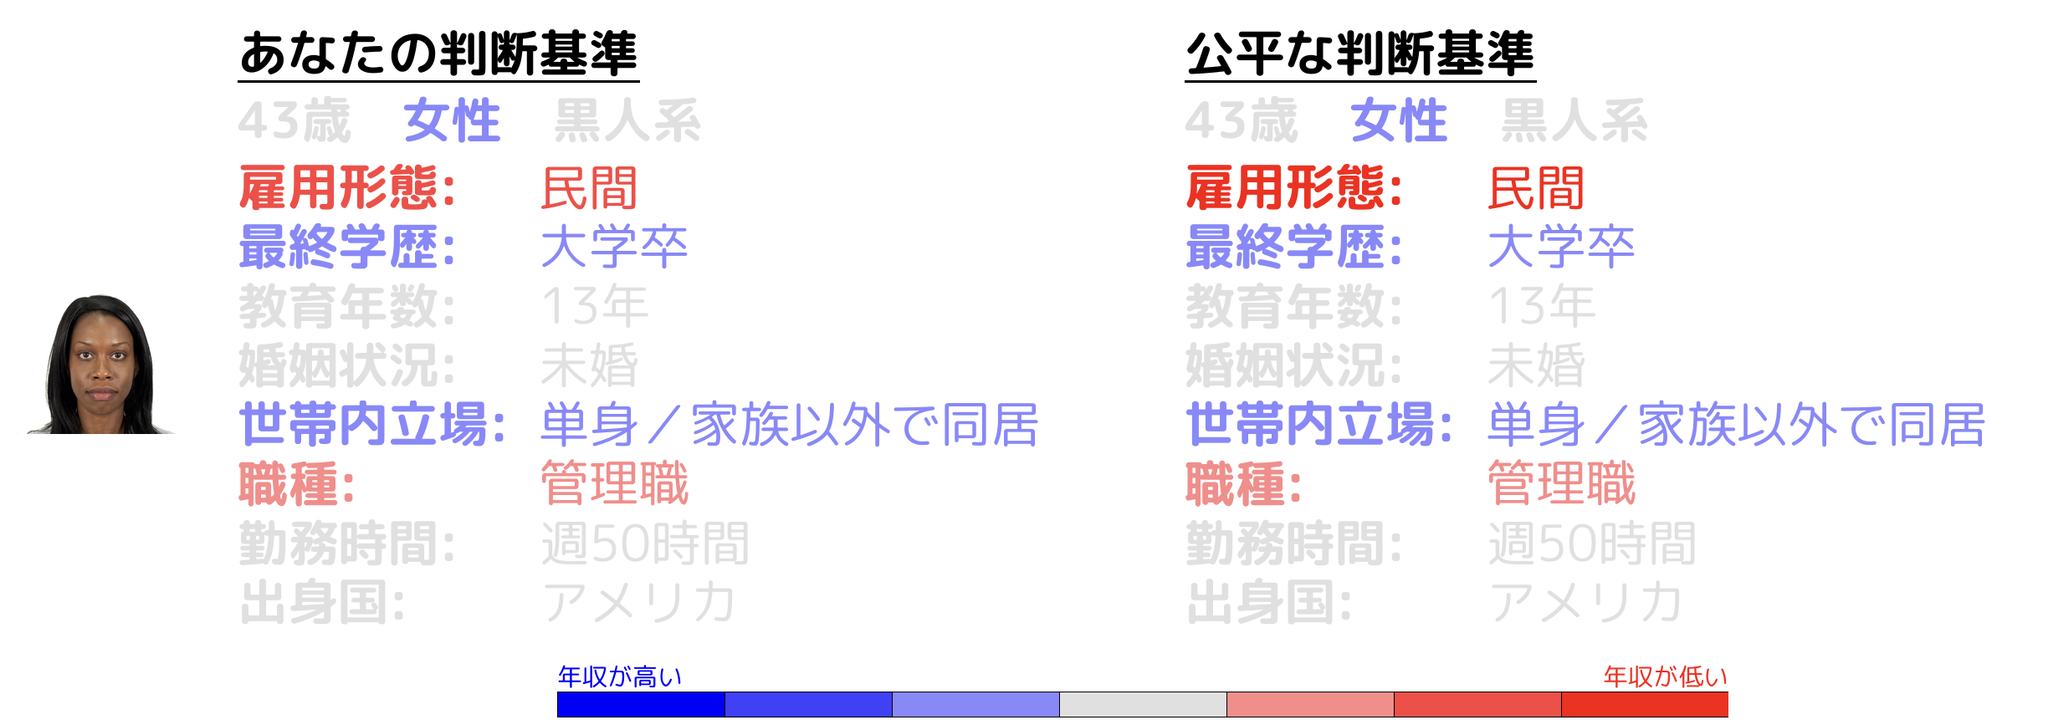 あなたの判断基準
43歳 女性 黒人系
雇用形態: 民間
最終学歴: 大学卒
教育年数: 13年
婚姻状況: 未婚
世帯内立場: 単身／家族以外で同居
職種: 管理職
勤務時間: 週50時間
出身国: アメリカ
公平な判断基準
43歳 女性 黒人系
雇用形態: 民間
最終学歴: 大学卒
教育年数: 13年
婚姻状況: 未婚
世帯内立場: 単身／家族以外で同居
職種: 管理職
勤務時間: 週50時間
出身国: アメリカ
年収が高い
年収が低い